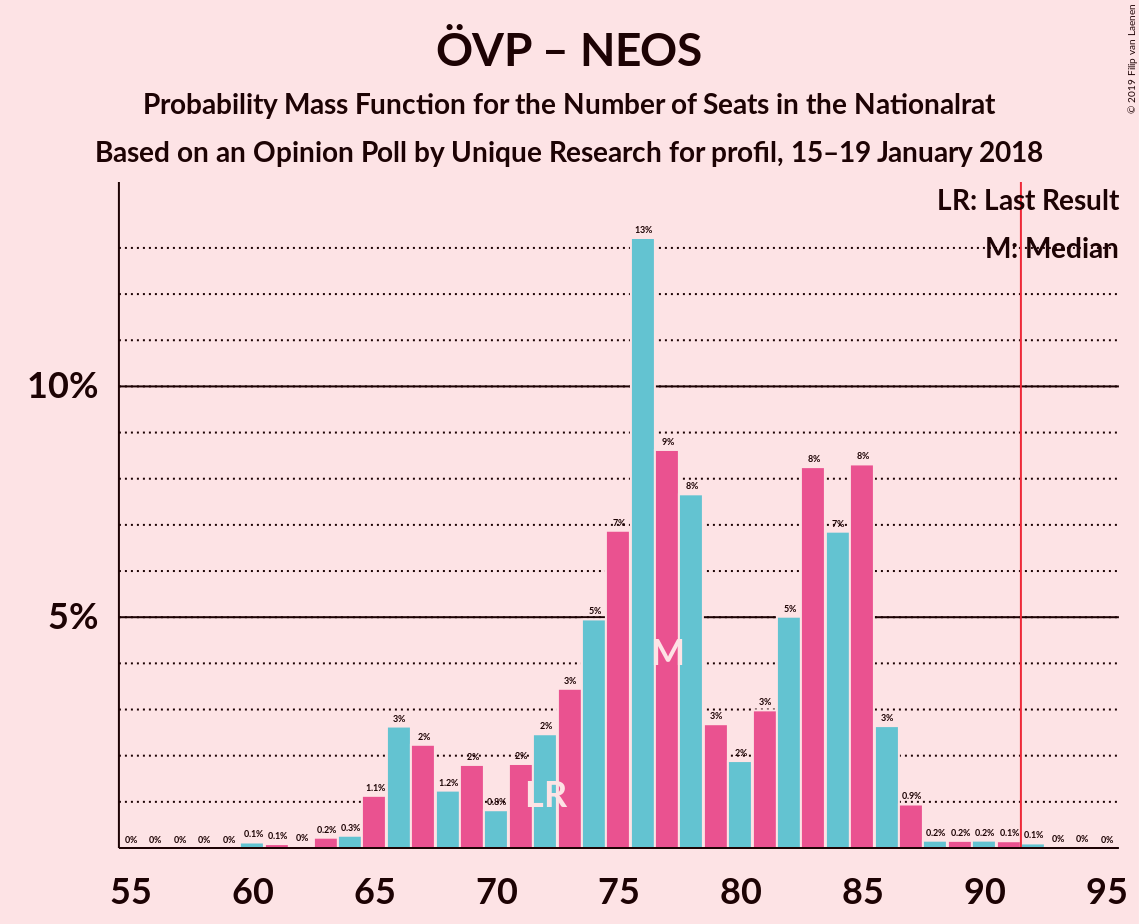 © 2019 Filip van Laenen
ÖVP – NEOS
Probability Mass Function for the Number of Seats in the Nationalrat
Based on an Opinion Poll by Unique Research for profil, 15–19 January 2018
LR: Last Result
M: Median
10%
5%
0% 0% 0% 0% 0% 0.1% 0.1% 0% 0.2% 0.3% 1.1% 3% 2% 1.2% 2% 0.8% 2% 2% 3% 5% 7% 13% 9% 8% 3% 2% 3% 5% 8% 7% 8% 3% 0.9% 0.2% 0.2% 0.2% 0.1% 0.1% 0% 0% 0%
M
LR
55 60 65 70 75 80 85 90 95